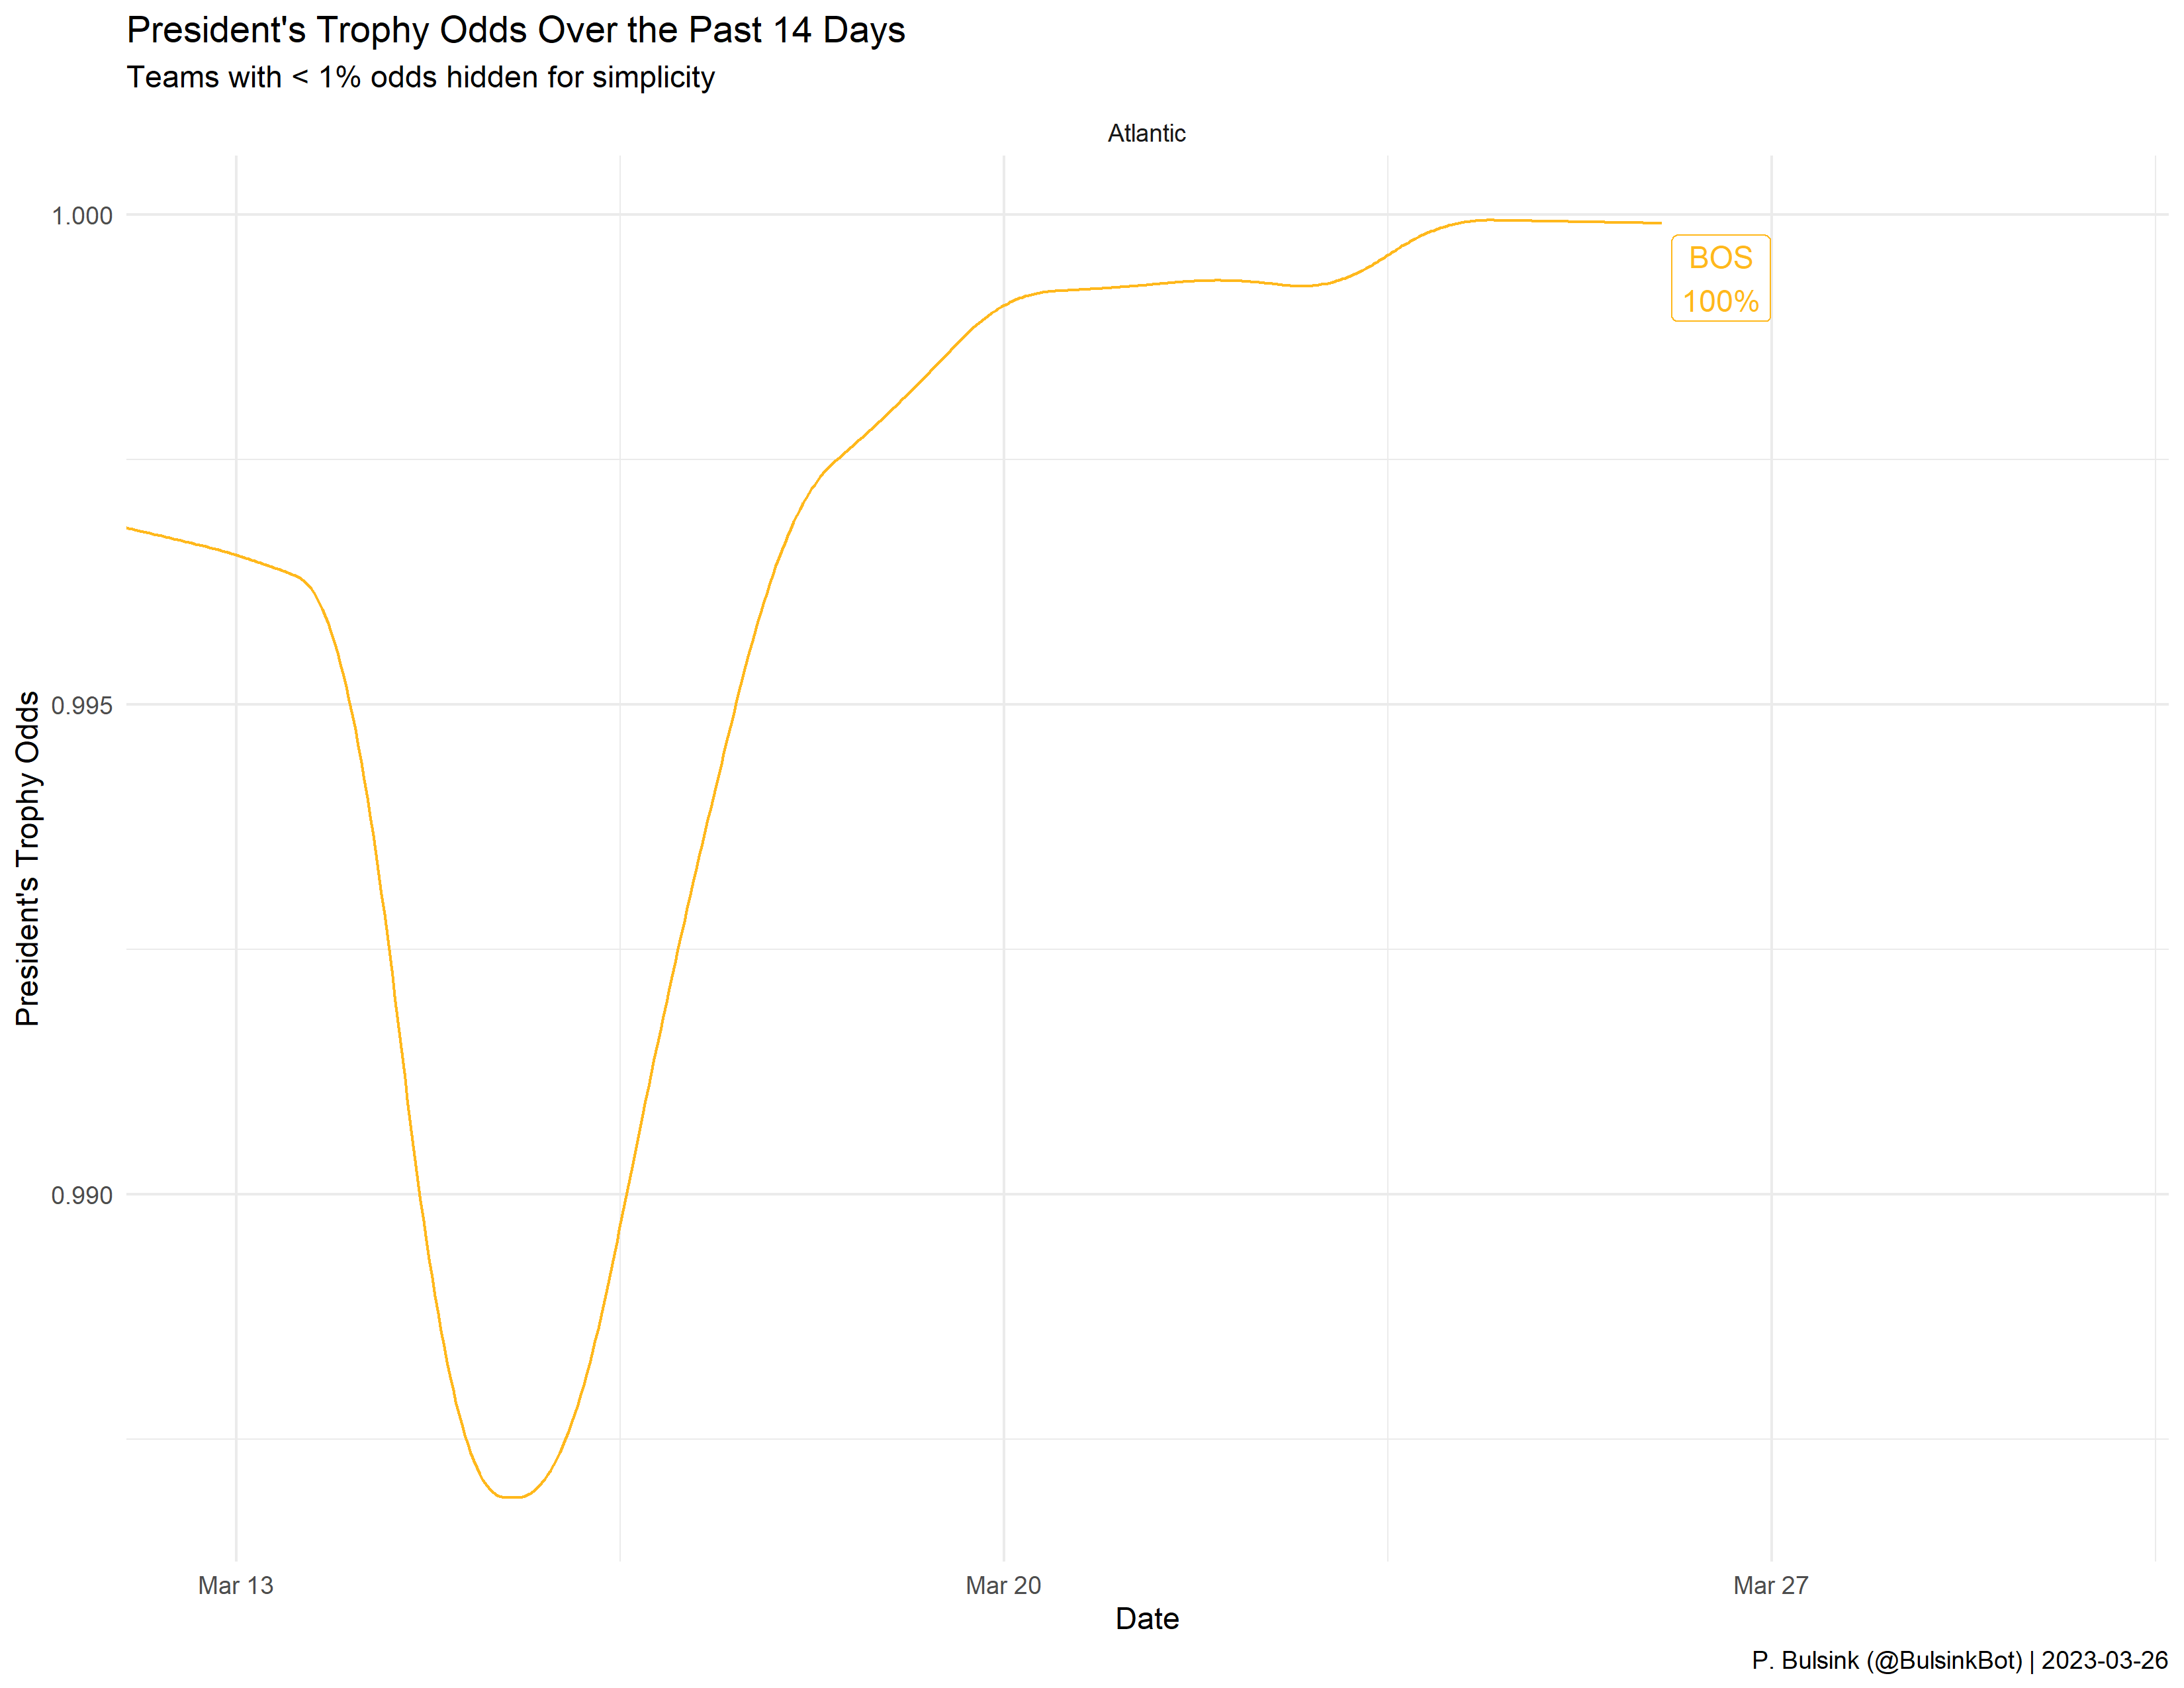 President's Trophy Odds Over the Past 14 Days
Teams with < 1% odds hidden for simplicity
Atlantic
1.000
0.995
0.990
President's Trophy Odds
BOS
100%
Mar 13
Mar 20
Mar 27
Date
P. Bulsink (@BulsinkBot) | 2023-03-26